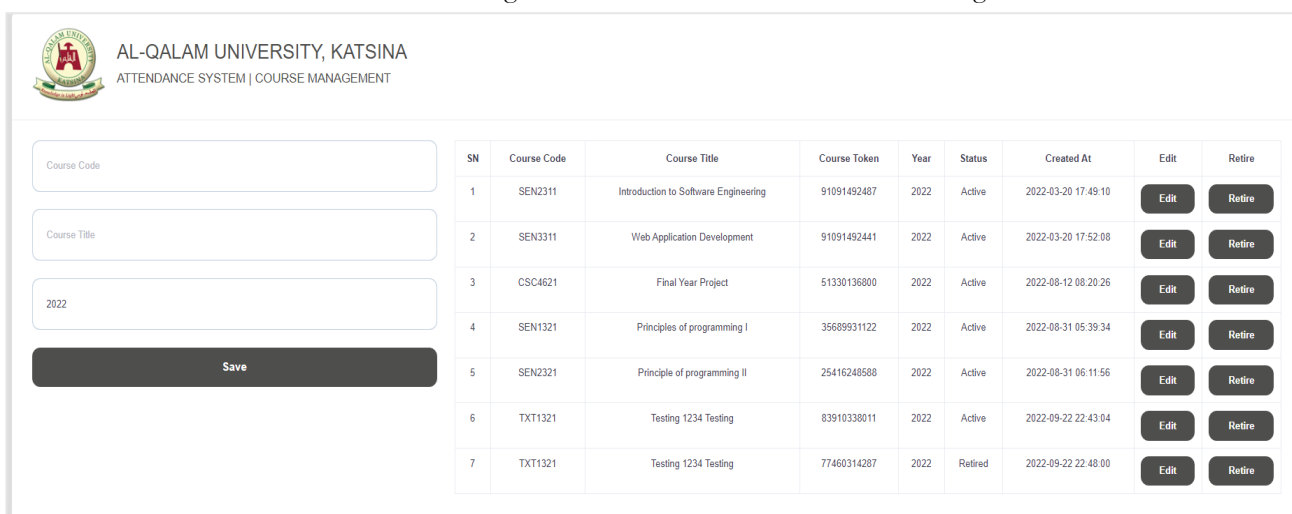 AL-QALAM UNIVERSITY, KATSINA
ATTENDANCE SYSTEM | COURSE MANAGEMENT
Course Code
Course Title
2022
Save
SN Course Code Course Title Course Token Year Status Created At Edit Retire
1 SEN2311 Introduction to Software Engineering 91091492487 2022 Active 2022-03-20 17:49:10 Edit Retire
2 SEN3311 Web Application Development 91091492441 2022 Active 2022-03-20 17:52:08 Edit Retire
3 CSC4621 Final Year Project 51330136800 2022 Active 2022-08-12 08:20:26 Edit Retire
4 SEN1321 Principles of programming I 35689931122 2022 Active 2022-08-31 05:39:34 Edit Retire
5 SEN2321 Principle of programming II 25416248588 2022 Active 2022-08-31 06:11:56 Edit Retire
6 TXT1321 Testing 1234 Testing 83910338011 2022 Active 2022-09-22 22:43:04 Edit Retire
7 TXT1321 Testing 1234 Testing 77460314287 2022 Retired 2022-09-22 22:48:00 Edit Retire